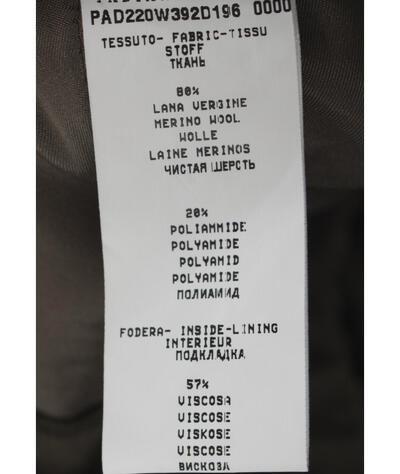 PAD220W392D196 0000
TESSUTO- FABRIC-TISSU
STOFF
ТКАНЬ
80%
LANA VERGINE
MERINO WOOL
WOLLE
LAINE MERINOS
ЧИСТАЯ ШЕРСТЬ
20%
POLIAMMIDE
POLYAMIDE
POLYAMID
POLYAMIDE
ПОЛИАМИД
FODERA- INSIDE-LINING
INTERIEUR
ПОДКЛАДКА
57%
VISCOSA
VISCOSE
VISKOSE
VISCOSE
ВИСКОЗА